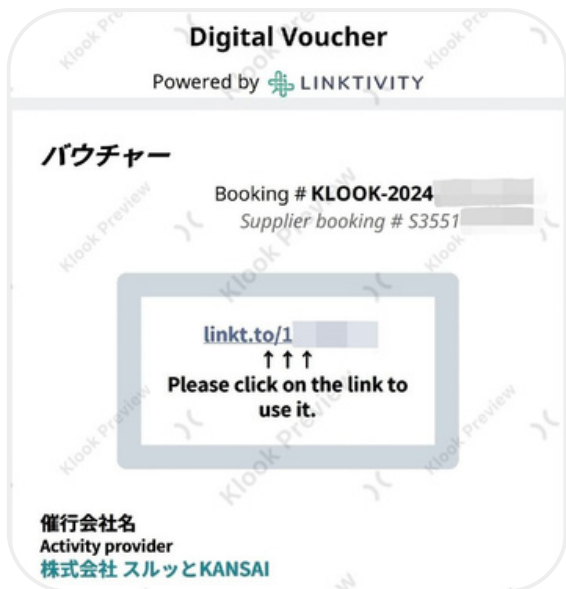 Digital Voucher
Powered by LINKTIVITY
バウチャー
Booking # KLOOK-2024
Supplier booking # S3551
linkt.to/1
↑ ↑ ↑
Please click on the link to
use it.
催行会社名
Activity provider
株式会社 スルッとKANSAI
Klook Preview